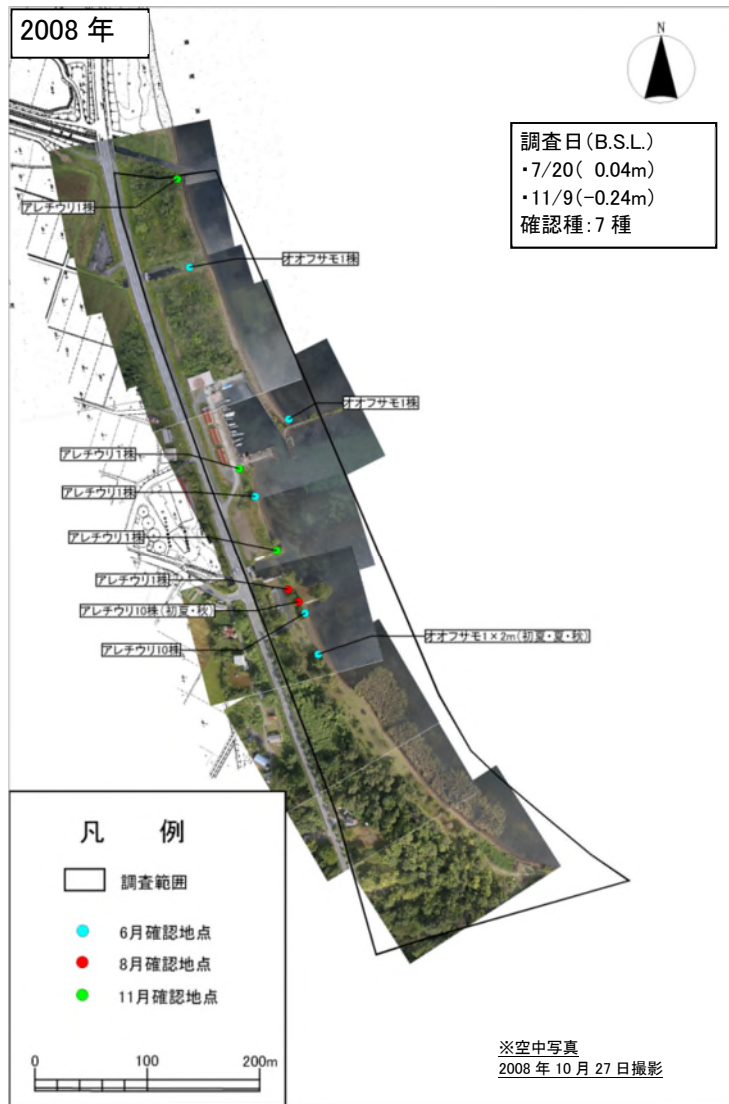 2008 年
N
調査日(B.S.L.)
・7/20( 0.04m)
・11/9(-0.24m)
確認種:7 種
アレチウリ1株
オオフサモ1株
オオフサモ1株
アレチウリ1株
アレチウリ1株
アレチウリ1株
アレチウリ1株
アレチウリ10株(初夏・秋)
オオフサモ1×2m(初夏・夏・秋)
アレチウリ10株
凡 例
調査範囲
6月確認地点
8月確認地点
11月確認地点
0 100 200m
※空中写真
2008 年 10 月 27 日撮影